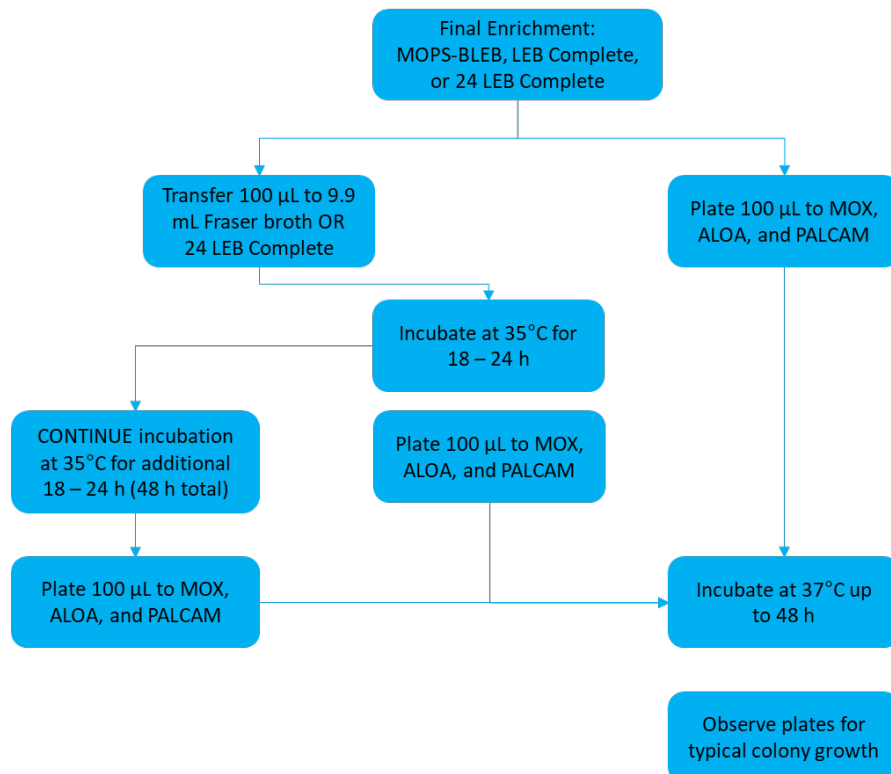 Final Enrichment:
MOPS-BLEB, LEB Complete,
or 24 LEB Complete
Transfer 100 µL to 9.9
mL Fraser broth OR
24 LEB Complete
Plate 100 µL to MOX,
ALOA, and PALCAM
Incubate at 35°C for
18 – 24 h
CONTINUE incubation
at 35°C for additional
18 – 24 h (48 h total)
Plate 100 µL to MOX,
ALOA, and PALCAM
Plate 100 µL to MOX,
ALOA, and PALCAM
Incubate at 37°C up
to 48 h
Observe plates for
typical colony growth